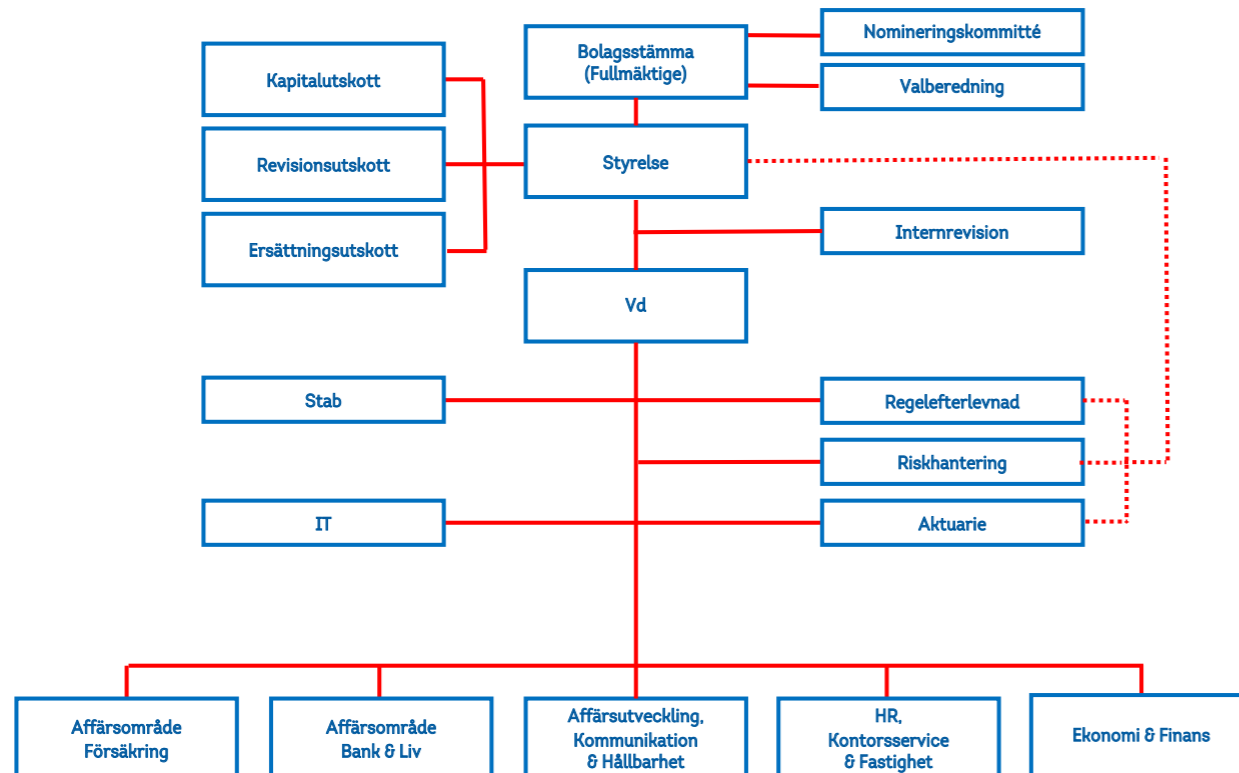 Bolagsstämma
(Fullmäktige)
Nomineringskommitté
Valberedning
Kapitalutskott
Revisionsutskott
Ersättningsutskott
Styrelse
Internrevision
Vd
Stab
Regelefterlevnad
Riskhantering
IT
Aktuarie
Affärsområde
Försäkring
Affärsområde
Bank & Liv
Affärsutveckling,
Kommunikation
& Hållbarhet
HR,
Kontorsservice
& Fastighet
Ekonomi & Finans